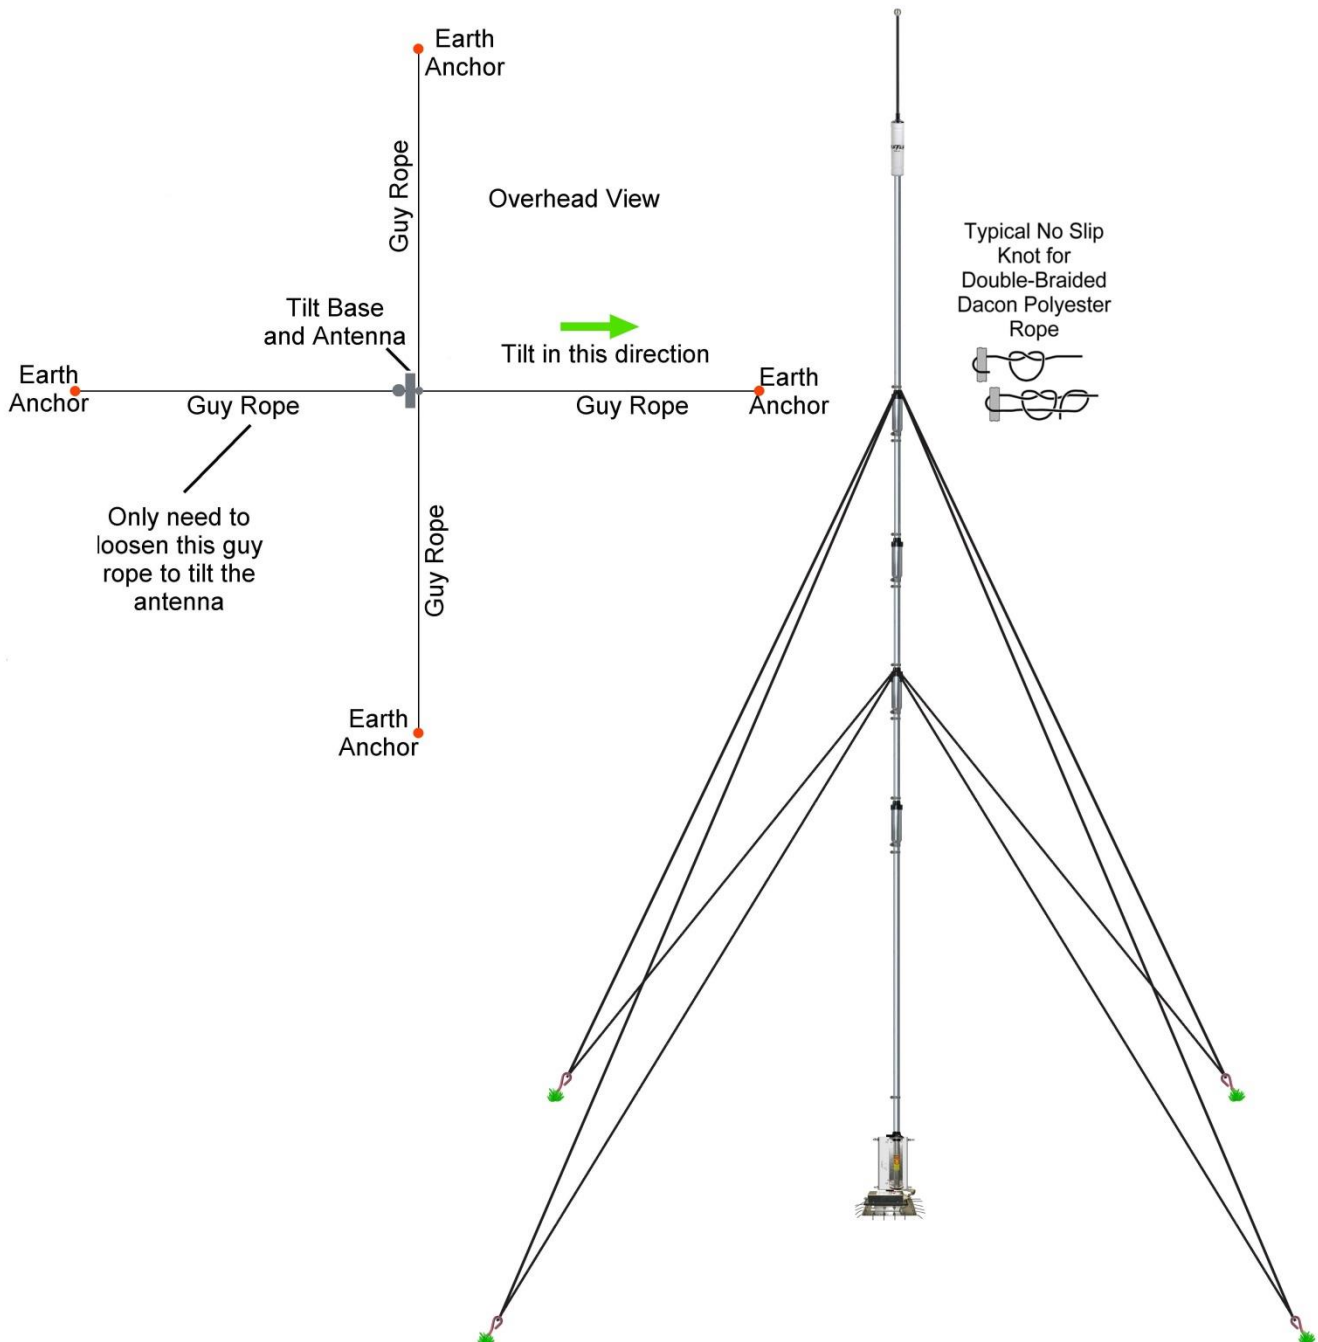 Earth
Anchor
Guy Rope
Overhead View
Tilt Base
and Antenna
Tilt in this direction
Earth
Anchor
Guy Rope
Guy Rope
Earth
Anchor
Only need to
loosen this guy
rope to tilt the
antenna
Guy Rope
Earth
Anchor
Typical No Slip
Knot for
Double-Braided
Dacon Polyester
Rope